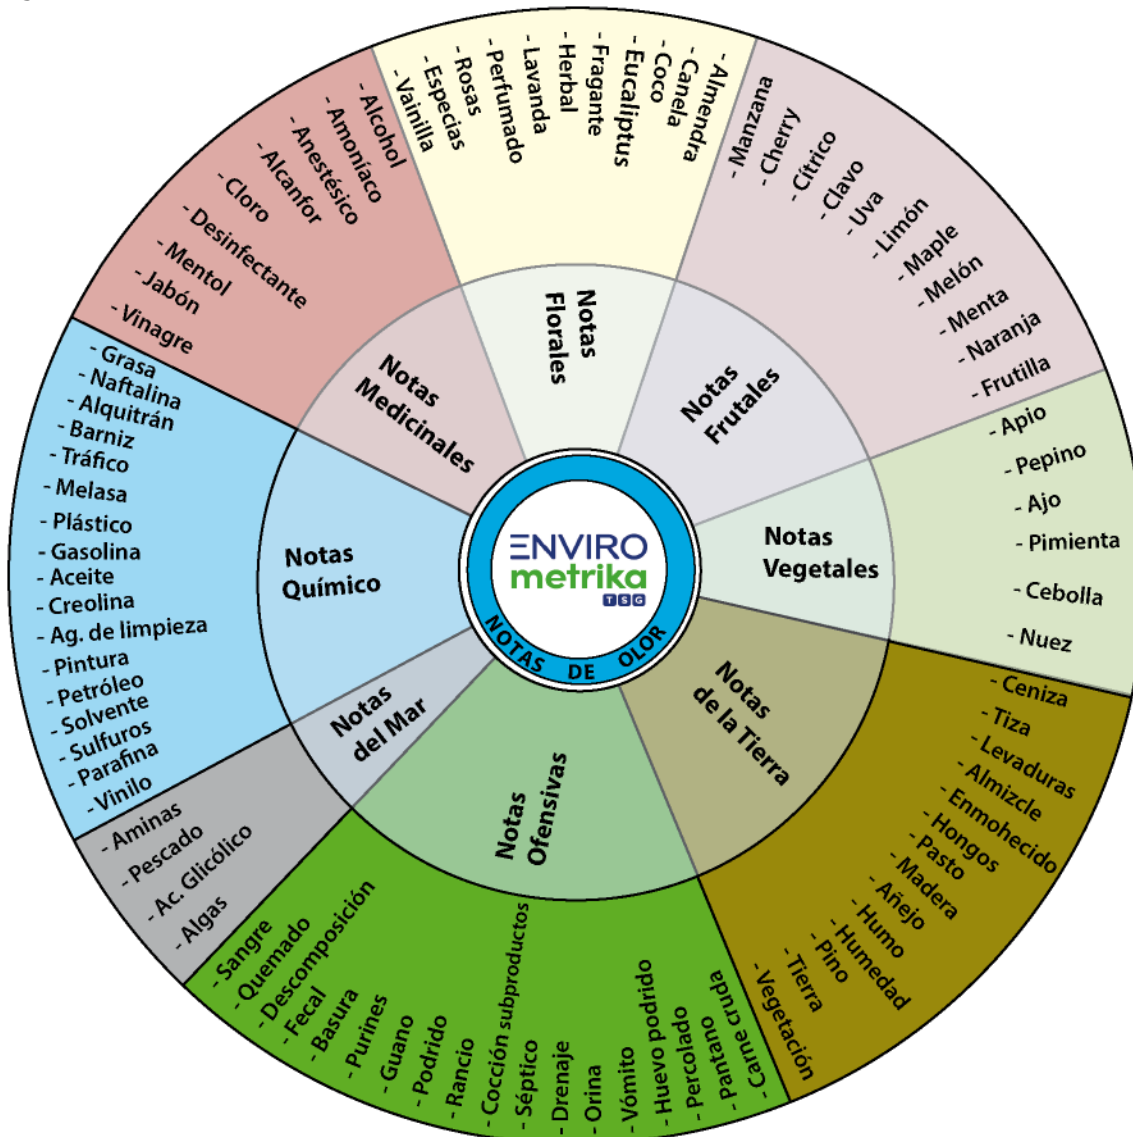 - Almendra
- Canela
- Coco
- Eucaliptus
- Fragante
- Herbal
- Lavanda
- Perfumado
- Rosas
- Especias
- Vainilla
Notas
Florales
- Manzana
- Cherry
- Cítrico
- Clavo
- Uva
- Limón
- Maple
- Melón
- Menta
- Naranja
- Frutilla
Notas
Frutales
- Apio
- Pepino
- Ajo
- Pimienta
- Cebolla
- Nuez
Notas
Vegetales
- Ceniza
- Tiza
- Levaduras
- Almizcle
- Enmohecido
- Hongos
- Pasto
- Madera
- Añejo
- Humo
- Humedad
- Pino
- Tierra
- Vegetación
Notas
de la Tierra
- Carne cruda
- Pantano
- Percolado
- Huevo podrido
- Vómito
- Orina
- Drenaje
- Séptico
- Cocción subproductos
- Rancio
- Podrido
- Guano
- Purines
- Basura
- Fecal
- Descomposición
- Quemado
- Sangre
Notas
Ofensivas
- Aminas
- Pescado
- Ac. Glicólico
- Algas
Notas
del Mar
- Grasa
- Naftalina
- Alquitrán
- Barniz
- Tráfico
- Melasa
- Plástico
- Gasolina
- Aceite
- Creolina
- Ag. de limpieza
- Pintura
- Petróleo
- Solvente
- Sulfuros
- Parafina
- Vinilo
Notas
Químico
- Alcohol
- Amoníaco
- Anestésico
- Alcanfor
- Cloro
- Desinfectante
- Mentol
- Jabón
- Vinagre
Notas
Medicinales
ENVIRO
metrika
TSG
NOTAS DE OLOR